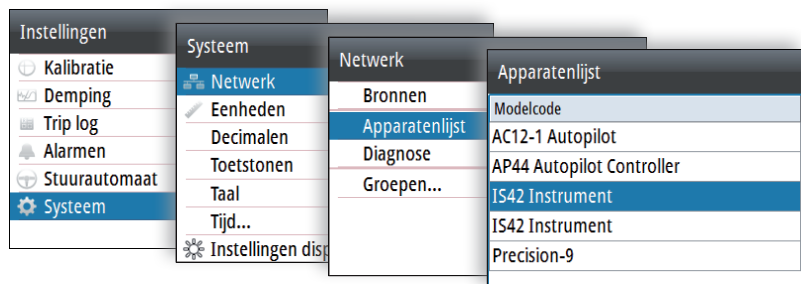 Instellingen
Kalibratie
Demping
Trip log
Alarmen
Stuurautomaat
Systeem
Systeem
Netwerk
Eenheden
Decimalen
Toetstonen
Taal
Tijd...
Instellingen disp
Netwerk
Bronnen
Apparatenlijst
Diagnose
Groepen...
Apparatenlijst
Modelcode
AC12-1 Autopilot
AP44 Autopilot Controller
IS42 Instrument
IS42 Instrument
Precision-9